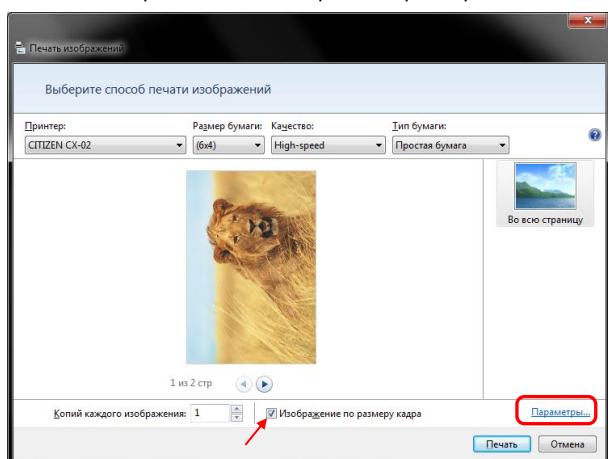 Печать изображений
Выберите способ печати изображений
Принтер: Размер бумаги: Качество: Тип бумаги:
CITIZEN CX-02 (6x4) High-speed Простая бумага
Во всю страницу
1 из 2 стр
Копий каждого изображения: 1 Изображение по размеру кадра Параметры...
Печать Отмена